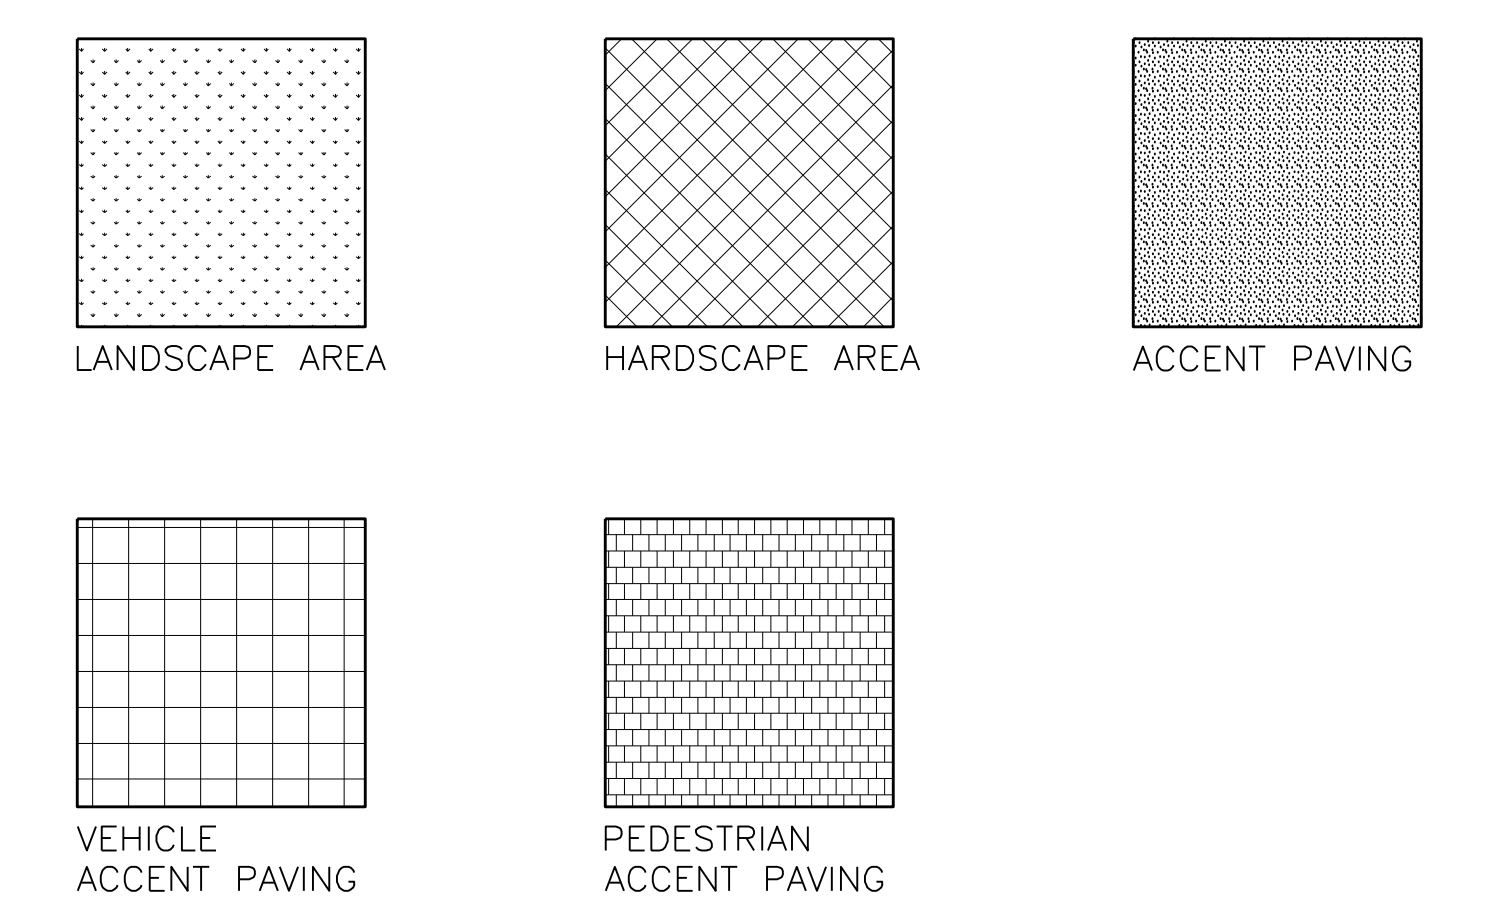 LANDSCAPE AREA
HARDSCAPE AREA
ACCENT PAVING
VEHICLE
ACCENT PAVING
PEDESTRIAN
ACCENT PAVING